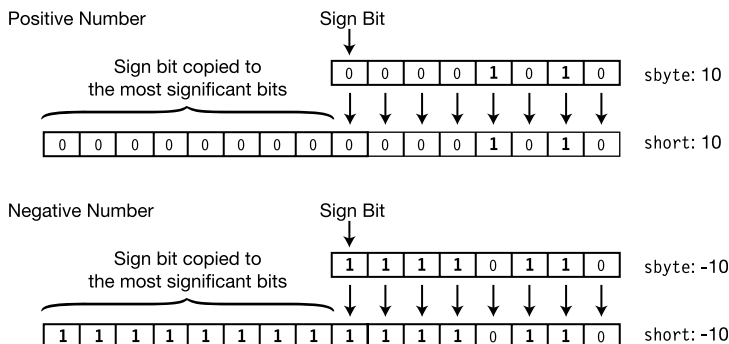 Positive Number
Sign Bit
Sign bit copied to
the most significant bits
0 0 0 0 1 0 1 0 sbyte: 10
0 0 0 0 0 0 0 0 0 0 0 0 1 0 1 0 short: 10
Negative Number
Sign Bit
Sign bit copied to
the most significant bits
1 1 1 1 0 1 1 0 sbyte: -10
1 1 1 1 1 1 1 1 1 1 1 1 0 1 1 0 short: -10